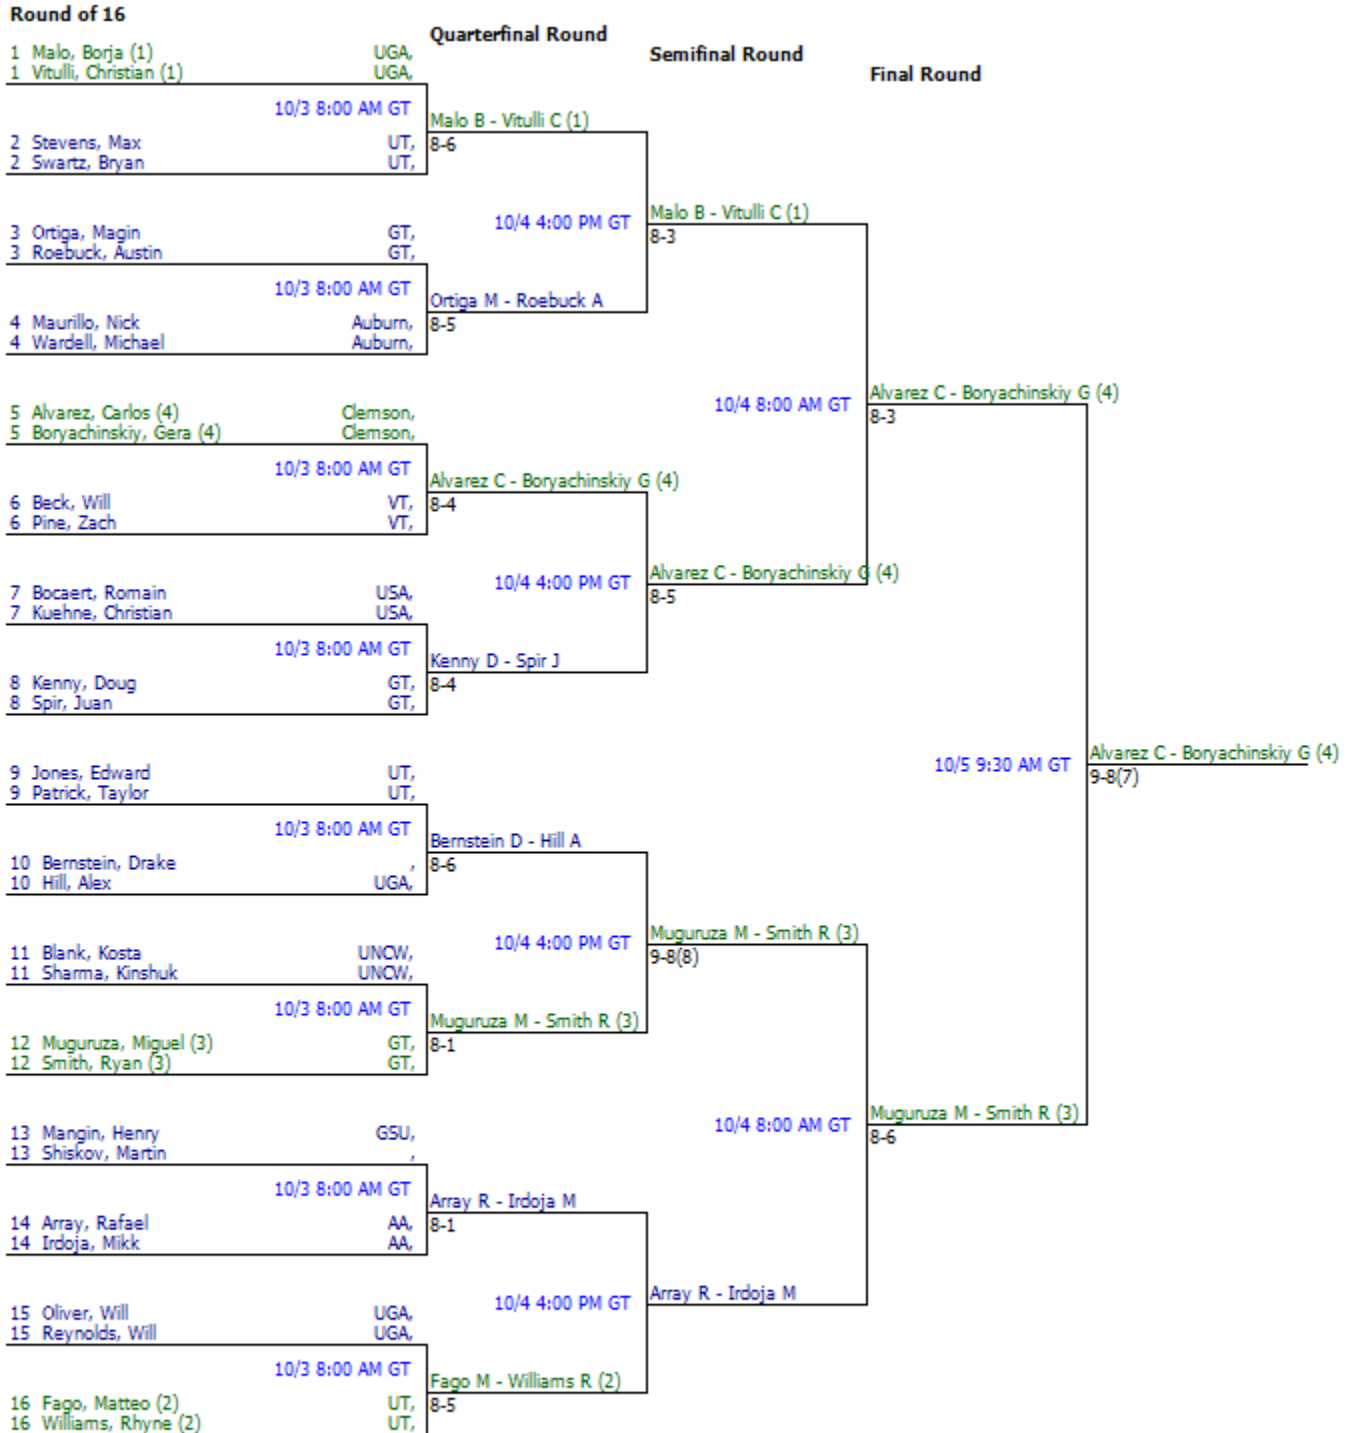 Round of 16
Quarterfinal Round
Semifinal Round
Final Round
1 Malo, Borja (1) UGA,
1 Vitulli, Christian (1) UGA,
10/3 8:00 AM GT
Malo B - Vitulli C (1)
8-6
2 Stevens, Max UT,
2 Swartz, Bryan UT,
10/4 4:00 PM GT
Malo B - Vitulli C (1)
8-3
3 Ortiga, Magin GT,
3 Roebuck, Austin GT,
10/3 8:00 AM GT
Ortiga M - Roebuck A
8-5
4 Maurillo, Nick Auburn,
4 Wardell, Michael Auburn,
10/4 8:00 AM GT
Alvarez C - Boryachinskiy G (4)
8-3
5 Alvarez, Carlos (4) Clemson,
5 Boryachinskiy, Gera (4) Clemson,
10/3 8:00 AM GT
Alvarez C - Boryachinskiy G (4)
8-4
6 Beck, Will VT,
6 Pine, Zach VT,
10/4 4:00 PM GT
Alvarez C - Boryachinskiy G (4)
8-5
7 Bocaert, Romain USA,
7 Kuehne, Christian USA,
10/3 8:00 AM GT
Kenny D - Spir J
8-4
8 Kenny, Doug GT,
8 Spir, Juan GT,
10/5 9:30 AM GT
Alvarez C - Boryachinskiy G (4)
9-8(7)
9 Jones, Edward UT,
9 Patrick, Taylor UT,
10/3 8:00 AM GT
Bernstein D - Hill A
8-6
10 Bernstein, Drake ,
10 Hill, Alex UGA,
10/4 4:00 PM GT
Muguruza M - Smith R (3)
9-8(8)
11 Blank, Kosta UNCW,
11 Sharma, Kinshuk UNCW,
10/3 8:00 AM GT
Muguruza M - Smith R (3)
8-1
12 Muguruza, Miguel (3) GT,
12 Smith, Ryan (3) GT,
10/4 8:00 AM GT
Muguruza M - Smith R (3)
8-6
13 Mangin, Henry GSU,
13 Shiskov, Martin ,
10/3 8:00 AM GT
Array R - Irdoja M
8-1
14 Array, Rafael AA,
14 Irdoja, Mikk AA,
10/4 4:00 PM GT
Array R - Irdoja M
15 Oliver, Will UGA,
15 Reynolds, Will UGA,
10/3 8:00 AM GT
Fago M - Williams R (2)
8-5
16 Fago, Matteo (2) UT,
16 Williams, Rhyne (2) UT,